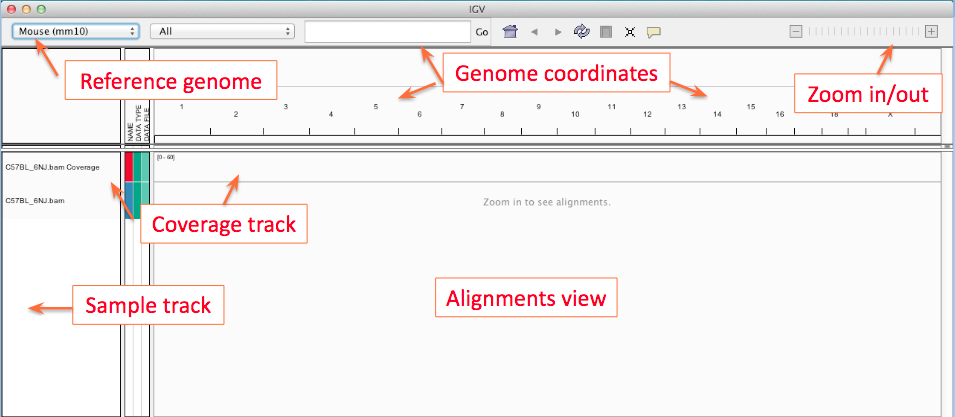 IGV
Mouse (mm10)
All
Go
Reference genome
Genome coordinates
Zoom in/out
1 3 5 7 9 11 13 15
2 4 6 8 10 12 14 16 18 X
NAME
DATA TYPE
DATA FILE
C57BL_6NJ.bam Coverage
[0 - 60]
C57BL_6NJ.bam
Zoom in to see alignments.
Coverage track
Sample track
Alignments view